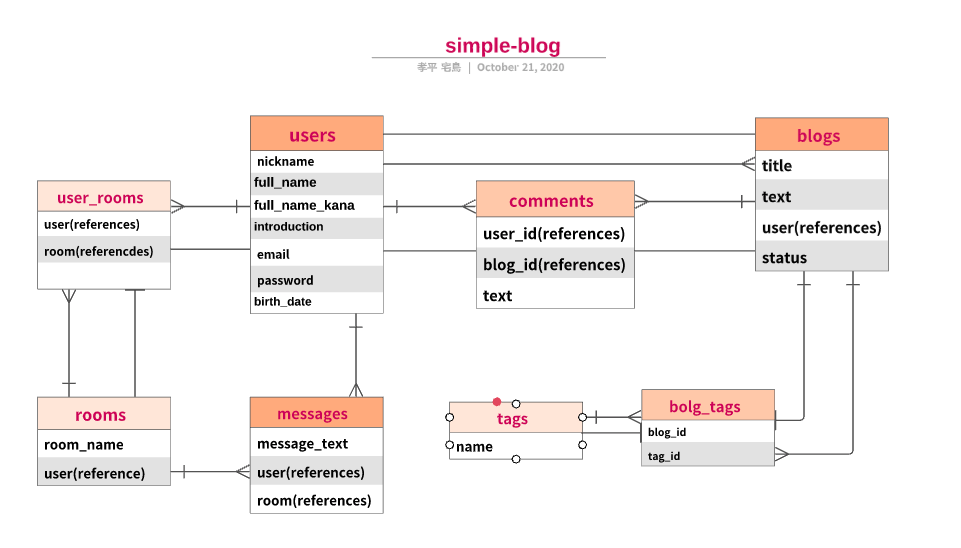 simple-blog
孝平 宅島 | October 21, 2020
users
nickname
full_name
full_name_kana
introduction
email
password
birth_date
blogs
title
text
user(references)
status
user_rooms
user(references)
room(referencdes)
comments
user_id(references)
blog_id(references)
text
rooms
room_name
user(reference)
messages
message_text
user(references)
room(references)
tags
name
bolg_tags
blog_id
tag_id